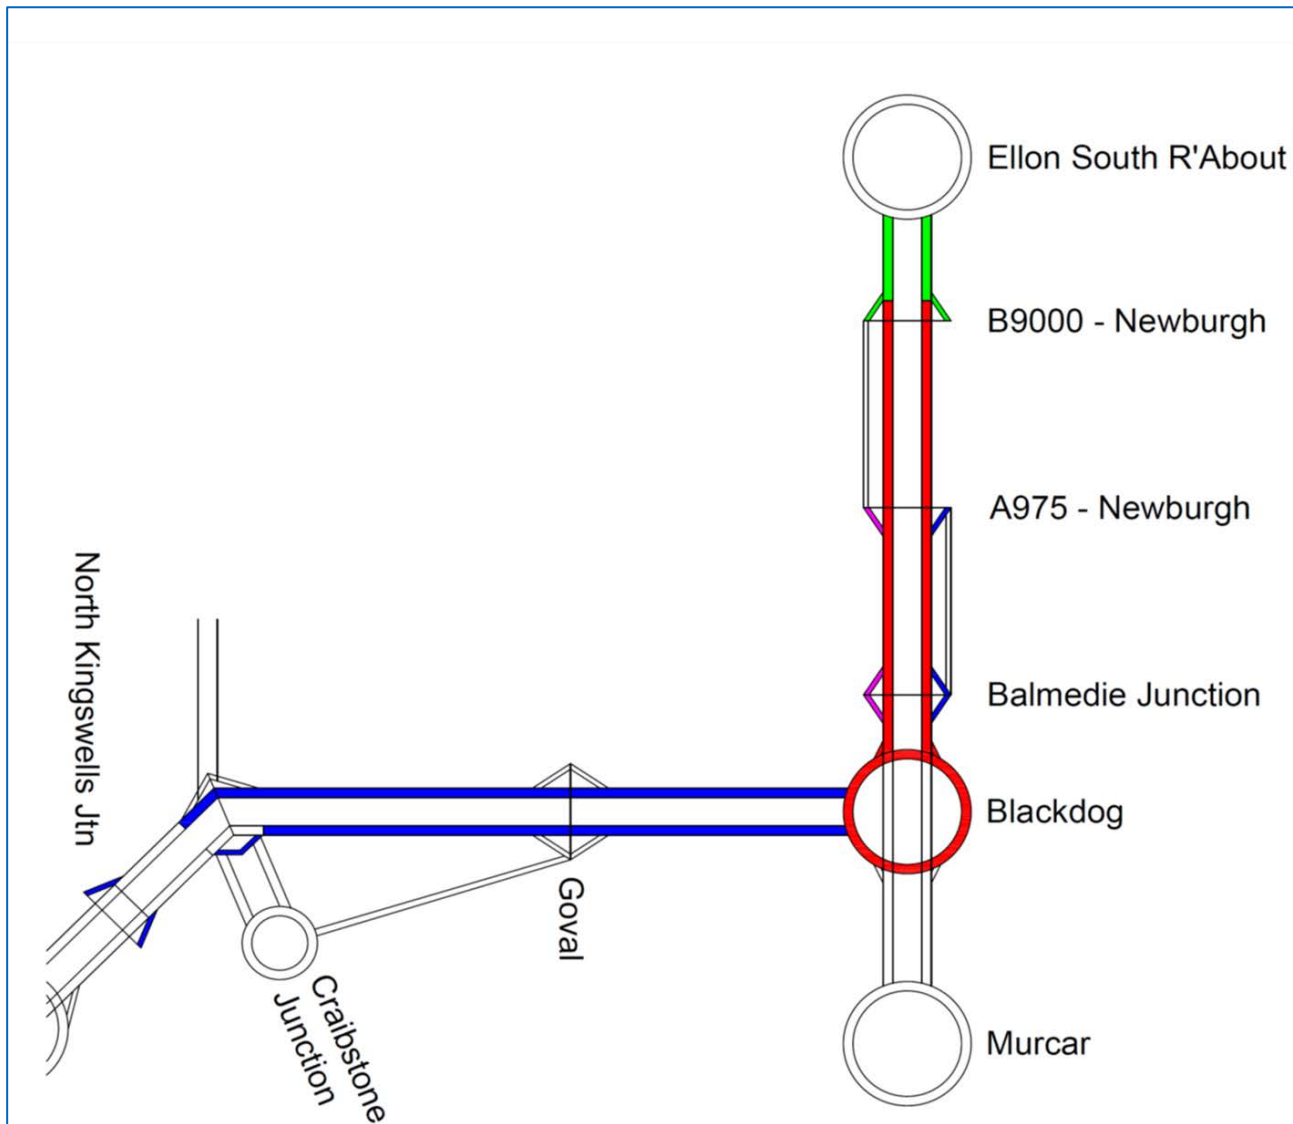 Ellon South R'About
B9000 - Newburgh
A975 - Newburgh
North Kingswells Jtn
Balmedie Junction
Blackdog
Goval
Craibstone
Junction
Murcar